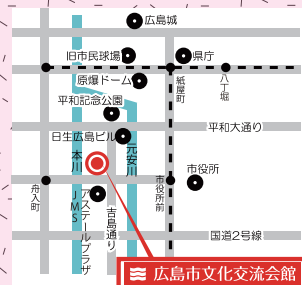 広島城
旧市民球場
県庁
原爆ドーム
紙屋町
八丁堀
平和記念公園
平和大通り
日生広島ビル
元安川
本川
市役所
市役所前
舟入町
JMSアステールプラザ
吉島通り
国道2号線
広島市文化交流会館